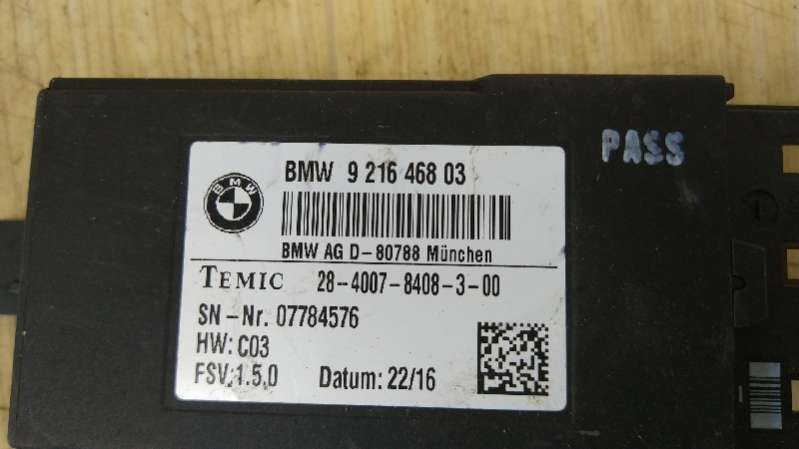 PASS
BMW 9 216 468 03
BMW
BMW AG D-80788 München
TEMIC 28-4007-8408-3-00
SN-Nr. 07784576
HW: C03
FSV:1.5.0 Datum: 22/16